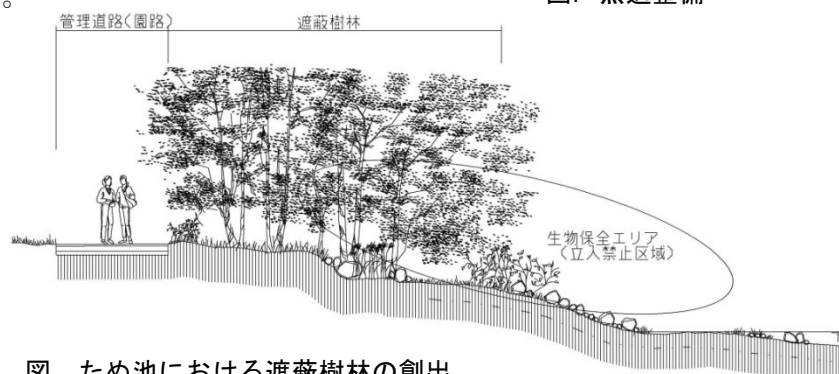 。
管理道路(園路)
遮蔽樹林
生物保全エリア
(立入禁止区域)
図 ため池における遮蔽樹林の創出